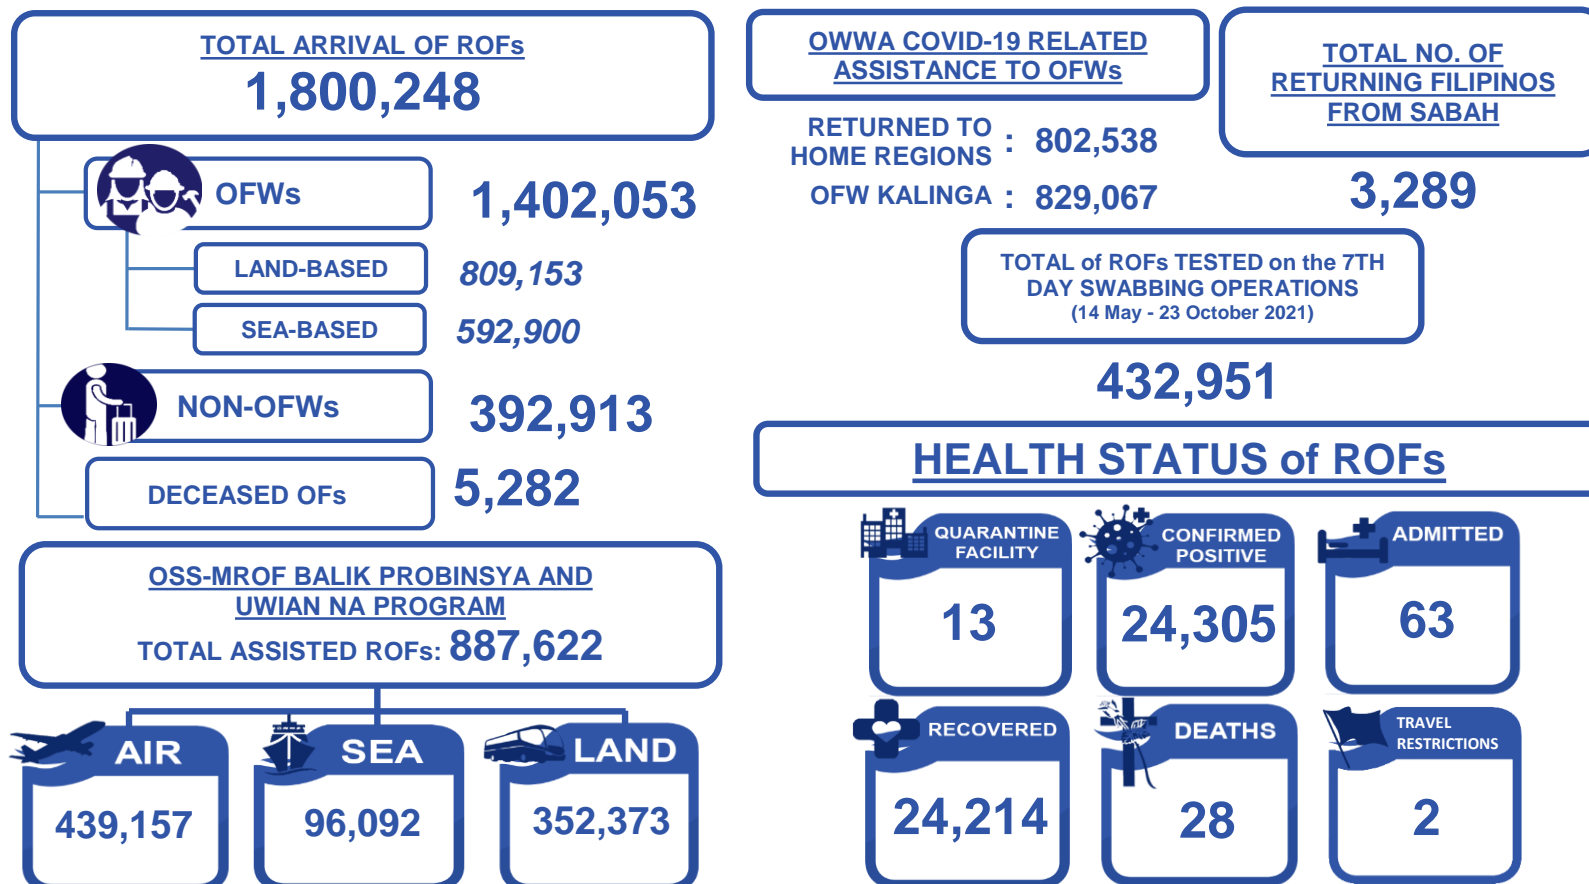 TOTAL ARRIVAL OF ROFs
1,800,248
OFWs
1,402,053
LAND-BASED
809,153
SEA-BASED
592,900
NON-OFWs
392,913
DECEASED OFs
5,282
OSS-MROF BALIK PROBINSYA AND
UWIAN NA PROGRAM
TOTAL ASSISTED ROFs: 887,622
AIR
439,157
SEA
96,092
LAND
352,373
OWWA COVID-19 RELATED
ASSISTANCE TO OFWs
RETURNED TO
HOME REGIONS : 802,538
OFW KALINGA : 829,067
TOTAL NO. OF
RETURNING FILIPINOS
FROM SABAH
3,289
TOTAL of ROFs TESTED on the 7TH
DAY SWABBING OPERATIONS
(14 May - 23 October 2021)
432,951
HEALTH STATUS of ROFs
QUARANTINE
FACILITY
13
CONFIRMED
POSITIVE
24,305
ADMITTED
63
RECOVERED
24,214
DEATHS
28
TRAVEL
RESTRICTIONS
2